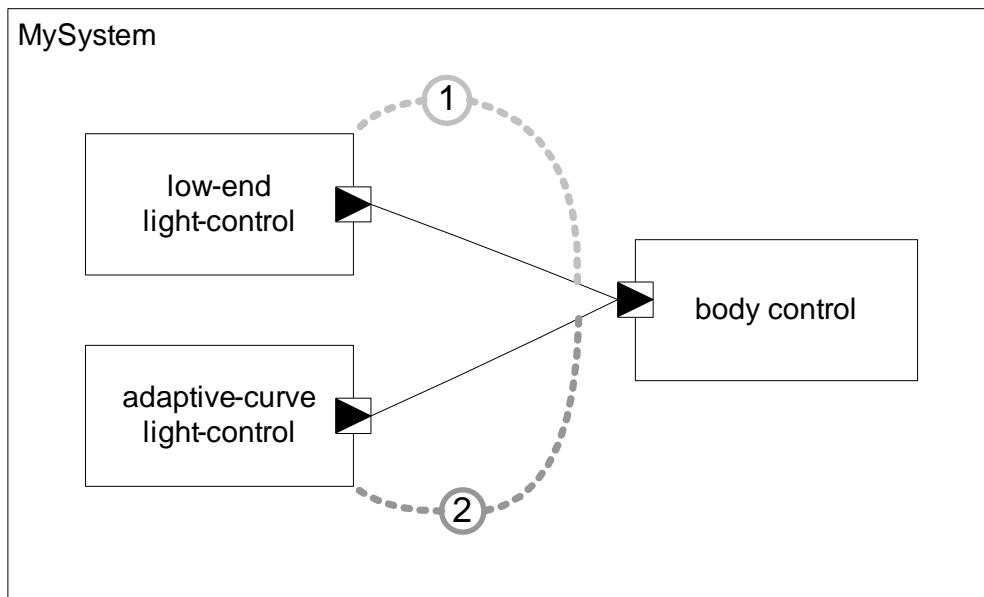 MySystem
1
low-end
light-control
body control
adaptive-curve
light-control
2